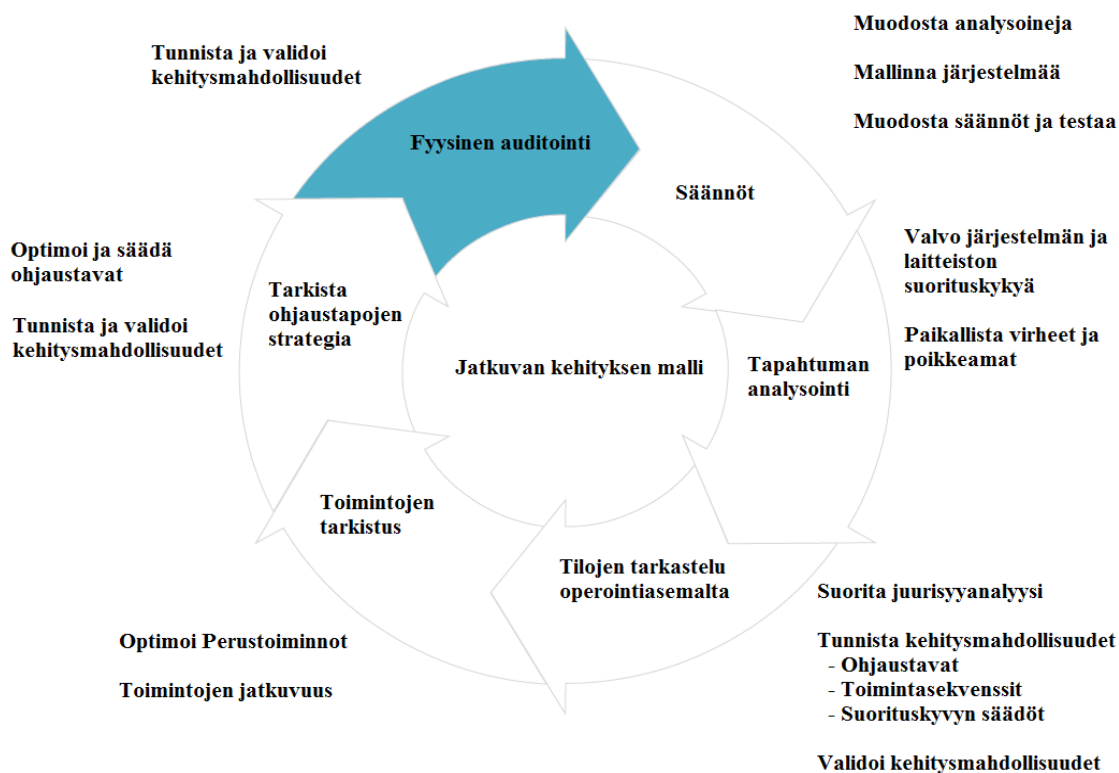 Tunnista ja validoi
kehitysmahdollisuudet
Fyysinen auditointi
Muodosta analysoineja
Mallinna järjestelmää
Muodosta säännöt ja testaa
Säännöt
Valvo järjestelmän ja
laitteiston
suorituskykyä
Paikallista virheet ja
poikkeamat
Tapahtuman
analysointi
Jatkuvan kehityksen malli
Optimoi ja säädä
ohjaustavat
Tunnista ja validoi
kehitysmahdollisuudet
Tarkista
ohjaustapojen
strategia
Toimintojen
tarkistus
Tilojen tarkastelu
operointiasemalta
Suorita juurisyyanalyysi
Tunnista kehitysmahdollisuudet
- Ohjaustavat
- Toimintasekvenssit
- Suorituskyvyn säädöt
Validoi kehitysmahdollisuudet
Optimoi Perustoiminnot
Toimintojen jatkuvuus